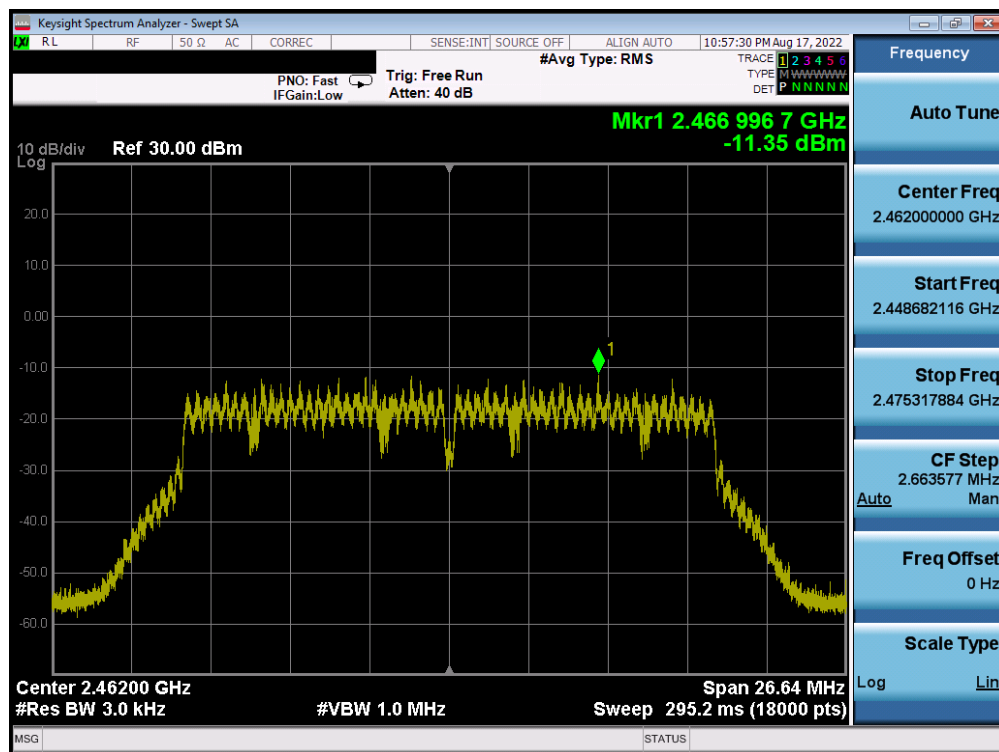 Keysight Spectrum Analyzer - Swept SA
LXI RL RF 50 Ω AC CORREC SENSE:INT SOURCE OFF ALIGN AUTO 10:57:30 PM Aug 17, 2022
#Avg Type: RMS
TRACE 1 2 3 4 5 6
TYPE M WWWWW
DET P N N N N N
PNO: Fast
IFGain:Low
Trig: Free Run
Atten: 40 dB
Mkr1 2.466 996 7 GHz
-11.35 dBm
10 dB/div
Log
Ref 30.00 dBm
20.0
10.0
0.00
-10.0
-20.0
-30.0
-40.0
-50.0
-60.0
1
Center 2.46200 GHz
Span 26.64 MHz
#Res BW 3.0 kHz
#VBW 1.0 MHz
Sweep 295.2 ms (18000 pts)
MSG
STATUS
Frequency
Auto Tune
Center Freq
2.462000000 GHz
Start Freq
2.448682116 GHz
Stop Freq
2.475317884 GHz
CF Step
2.663577 MHz
Auto Man
Freq Offset
0 Hz
Scale Type
Log Lin